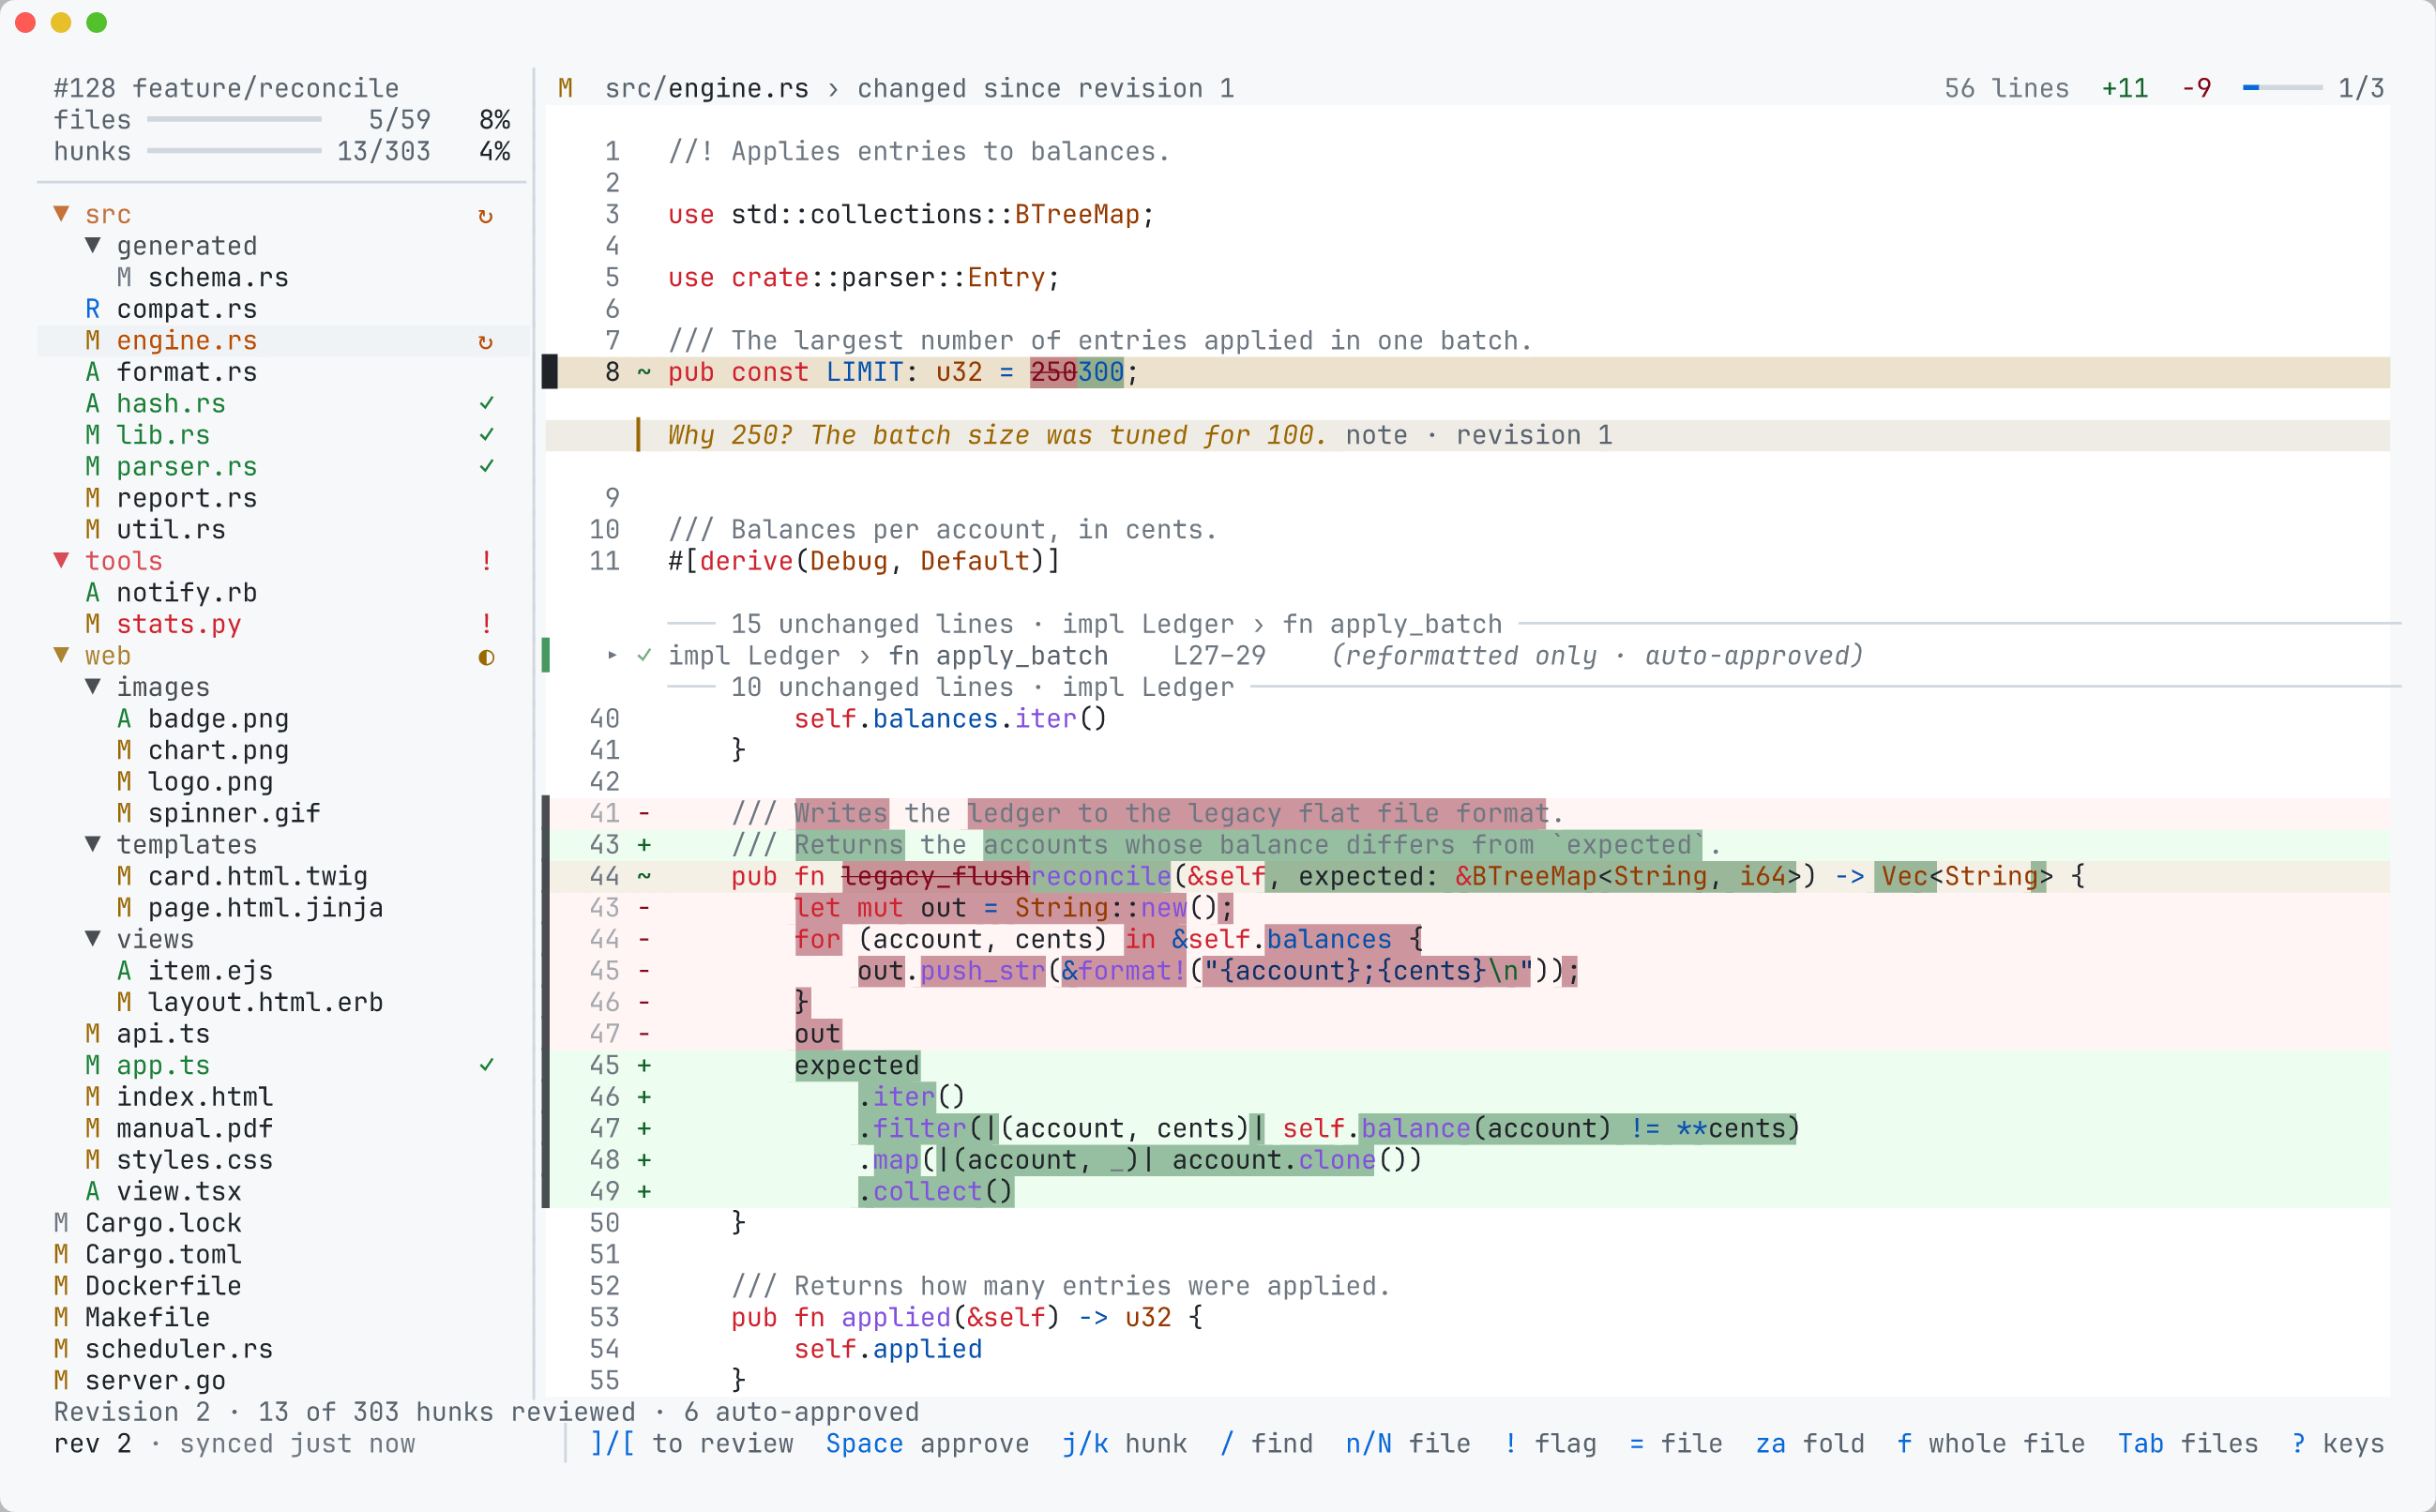 #128 feature/reconcile
files 5/59 8%
hunks 13/303 4%
▼ src ↻
▼ generated
M schema.rs
R compat.rs
M engine.rs ↻
A format.rs
A hash.rs ✓
M lib.rs ✓
M parser.rs ✓
M report.rs
M util.rs
▼ tools !
A notify.rb
M stats.py !
▼ web ◐
▼ images
A badge.png
M chart.png
M logo.png
M spinner.gif
▼ templates
M card.html.twig
M page.html.jinja
▼ views
A item.ejs
M layout.html.erb
M api.ts
M app.ts ✓
M index.html
M manual.pdf
M styles.css
A view.tsx
M Cargo.lock
M Cargo.toml
M Dockerfile
M Makefile
M scheduler.rs
M server.go
M src/engine.rs › changed since revision 1 56 lines +11 -9 1/3
1 //! Applies entries to balances.
2
3 use std::collections::BTreeMap;
4
5 use crate::parser::Entry;
6
7 /// The largest number of entries applied in one batch.
8 ~ pub const LIMIT: u32 = 250300;
Why 250? The batch size was tuned for 100. note · revision 1
9
10 /// Balances per account, in cents.
11 #[derive(Debug, Default)]
15 unchanged lines · impl Ledger › fn apply_batch
▸ ✓ impl Ledger › fn apply_batch L27–29 (reformatted only · auto-approved)
10 unchanged lines · impl Ledger
40 self.balances.iter()
41 }
42
41 - /// Writes the ledger to the legacy flat file format.
43 + /// Returns the accounts whose balance differs from `expected`.
44 ~ pub fn legacy_flushreconcile(&self, expected: &BTreeMap<String, i64>) -> Vec<String> {
43 - let mut out = String::new();
44 - for (account, cents) in &self.balances {
45 - out.push_str(&format!("{account};{cents}\n"));
46 - }
47 - out
45 + expected
46 + .iter()
47 + .filter(|(account, cents)| self.balance(account) != **cents)
48 + .map(|(account, _)| account.clone())
49 + .collect()
50 }
51
52 /// Returns how many entries were applied.
53 pub fn applied(&self) -> u32 {
54 self.applied
55 }
Revision 2 · 13 of 303 hunks reviewed · 6 auto-approved
rev 2 · synced just now ]/[ to review Space approve j/k hunk / find n/N file ! flag = file za fold f whole file Tab files ? keys